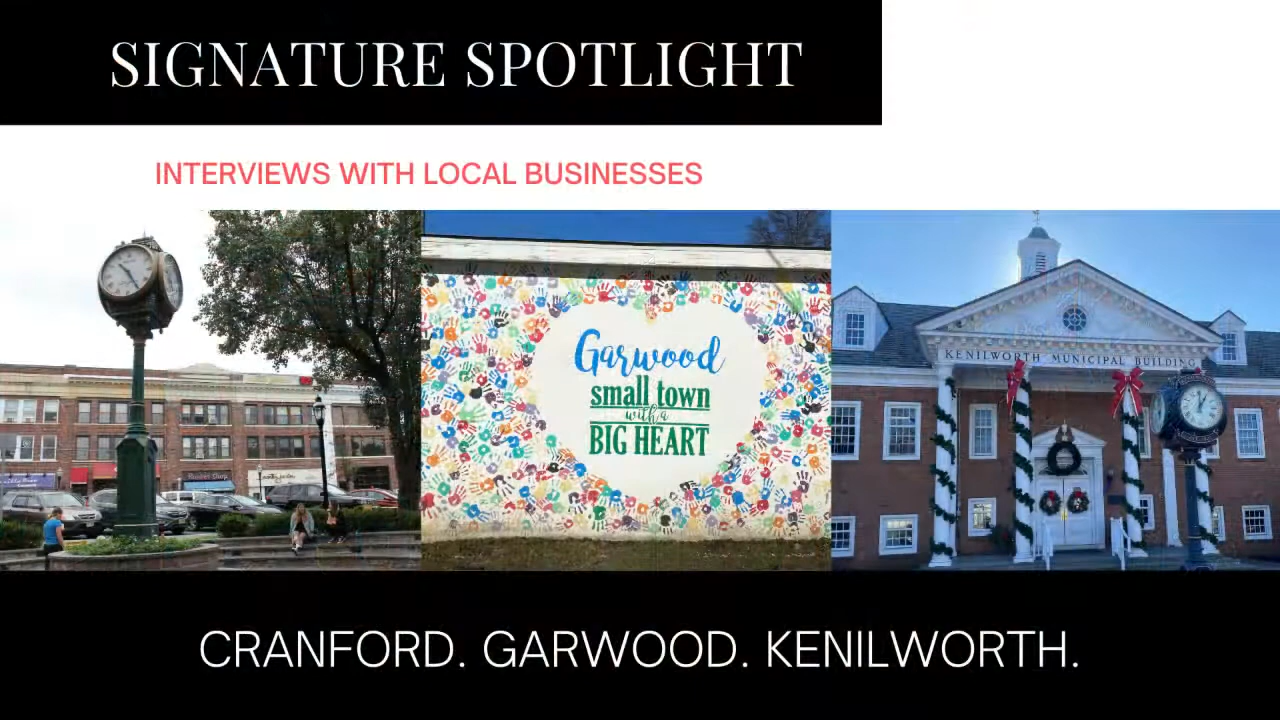 SIGNATURE SPOTLIGHT
INTERVIEWS WITH LOCAL BUSINESSES
Garwood
small town
with a
BIG HEART
KENILWORTH MUNICIPAL BUILDING
CRANFORD. GARWOOD. KENILWORTH.